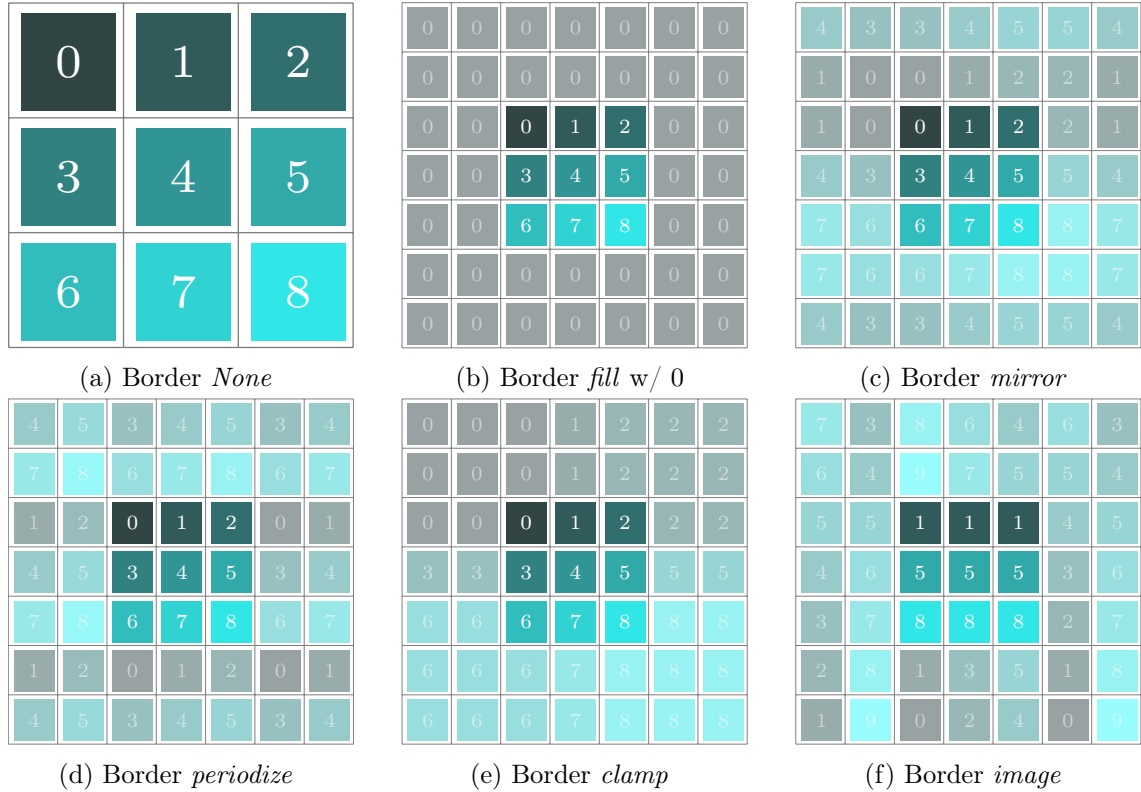 0 1 2
3 4 5
6 7 8
(a) Border None
0 0 0 0 0 0 0
0 0 0 0 0 0 0
0 0 0 1 2 0 0
0 0 3 4 5 0 0
0 0 6 7 8 0 0
0 0 0 0 0 0 0
0 0 0 0 0 0 0
(b) Border fill w/ 0
4 3 3 4 5 5 4
1 0 0 1 2 2 1
1 0 0 1 2 2 1
4 3 3 4 5 5 4
7 6 6 7 8 8 7
7 6 6 7 8 8 7
4 3 3 4 5 5 4
(c) Border mirror
4 5 3 4 5 3 4
7 8 6 7 8 6 7
1 2 0 1 2 0 1
4 5 3 4 5 3 4
7 8 6 7 8 6 7
1 2 0 1 2 0 1
4 5 3 4 5 3 4
(d) Border periodize
0 0 0 1 2 2 2
0 0 0 1 2 2 2
0 0 0 1 2 2 2
3 3 3 4 5 5 5
6 6 6 7 8 8 8
6 6 6 7 8 8 8
6 6 6 7 8 8 8
(e) Border clamp
7 3 8 6 4 6 3
6 4 9 7 5 5 4
5 5 1 1 1 4 5
4 6 5 5 5 3 6
3 7 8 8 8 2 7
2 8 1 3 5 1 8
1 9 0 2 4 0 9
(f) Border image